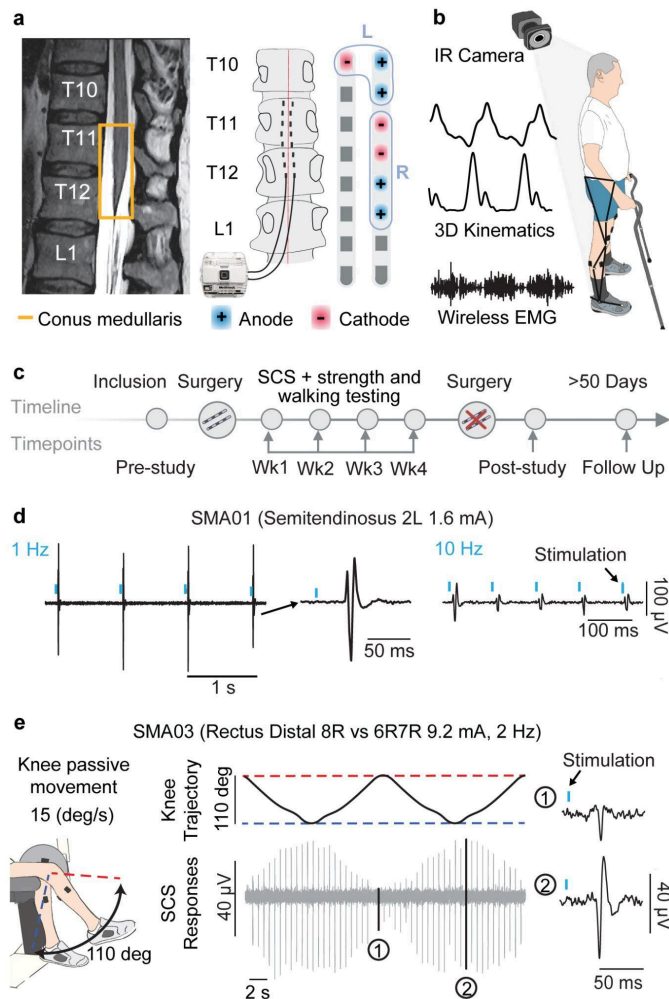 a
T10
T11
T12
L1
T10
T11
T12
L1
L
R
- + + - - + +
Conus medullaris
+ Anode
- Cathode
b
IR Camera
3D Kinematics
Wireless EMG
c
Inclusion
Surgery
SCS + strength and
walking testing
Surgery
>50 Days
Timeline
Timepoints
Pre-study
Wk1
Wk2
Wk3
Wk4
Post-study
Follow Up
d
SMA01 (Semitendinosus 2L 1.6 mA)
1 Hz
10 Hz
Stimulation
50 ms
100 ms
100 µV
1 s
e
SMA03 (Rectus Distal 8R vs 6R7R 9.2 mA, 2 Hz)
Knee passive
movement
15 (deg/s)
110 deg
Knee
Trajectory
110 deg
SCS
Responses
40 µV
1
2
2 s
Stimulation
1
2
40 µV
50 ms